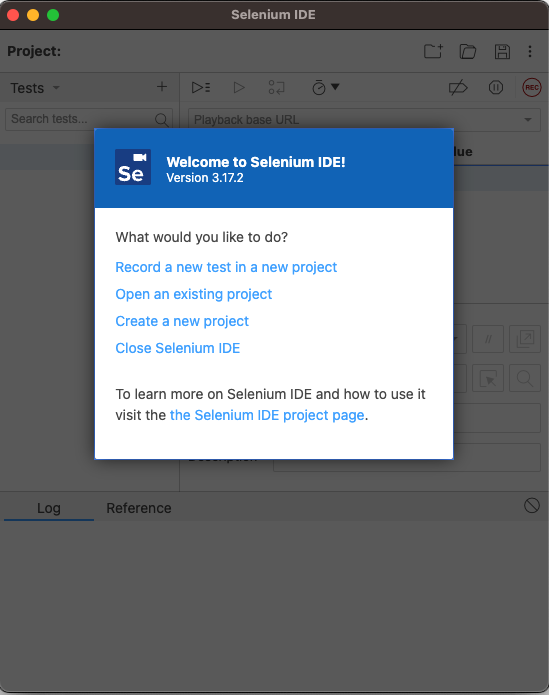 Selenium IDE
Project:
Tests
REC
Search tests...
Playback base URL
Se
Welcome to Selenium IDE!
Version 3.17.2
What would you like to do?
Record a new test in a new project
Open an existing project
Create a new project
Close Selenium IDE
To learn more on Selenium IDE and how to use it
visit the the Selenium IDE project page.
//
Log
Reference